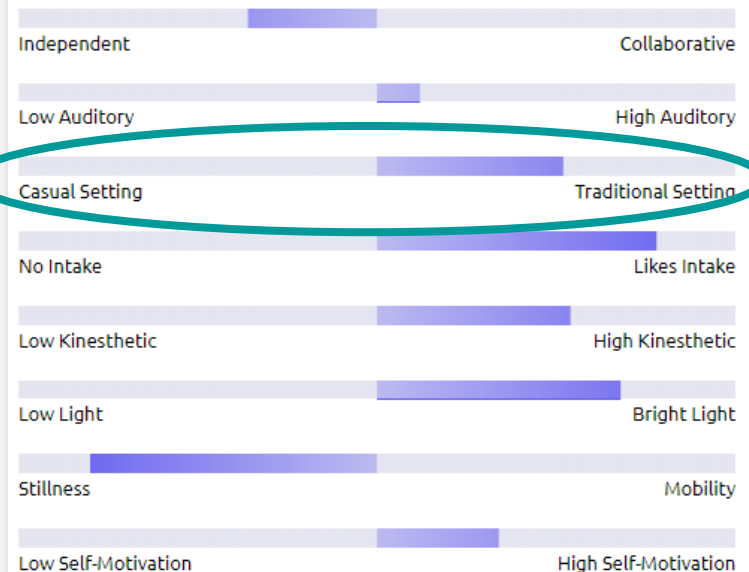 Independent Collaborative
Low Auditory High Auditory
Casual Setting Traditional Setting
No Intake Likes Intake
Low Kinesthetic High Kinesthetic
Low Light Bright Light
Stillness Mobility
Low Self-Motivation High Self-Motivation